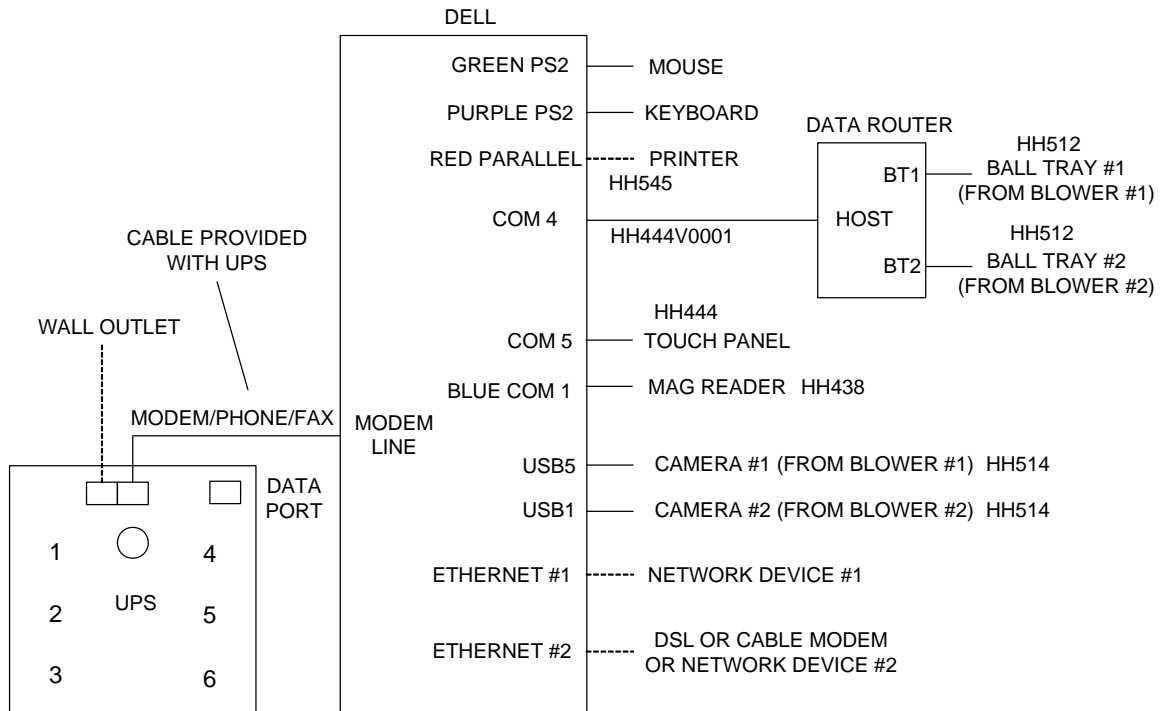 DELL
GREEN PS2
MOUSE
PURPLE PS2
KEYBOARD
DATA ROUTER
RED PARALLEL
PRINTER
HH545
HH512
BT1
BALL TRAY #1
(FROM BLOWER #1)
COM 4
HH444V0001
HOST
HH512
BT2
BALL TRAY #2
(FROM BLOWER #2)
CABLE PROVIDED
WITH UPS
WALL OUTLET
HH444
COM 5
TOUCH PANEL
BLUE COM 1
MAG READER HH438
MODEM/PHONE/FAX
MODEM
LINE
USB5
CAMERA #1 (FROM BLOWER #1) HH514
DATA
PORT
USB1
CAMERA #2 (FROM BLOWER #2) HH514
1
4
ETHERNET #1
NETWORK DEVICE #1
UPS
2
5
ETHERNET #2
DSL OR CABLE MODEM
OR NETWORK DEVICE #2
3
6